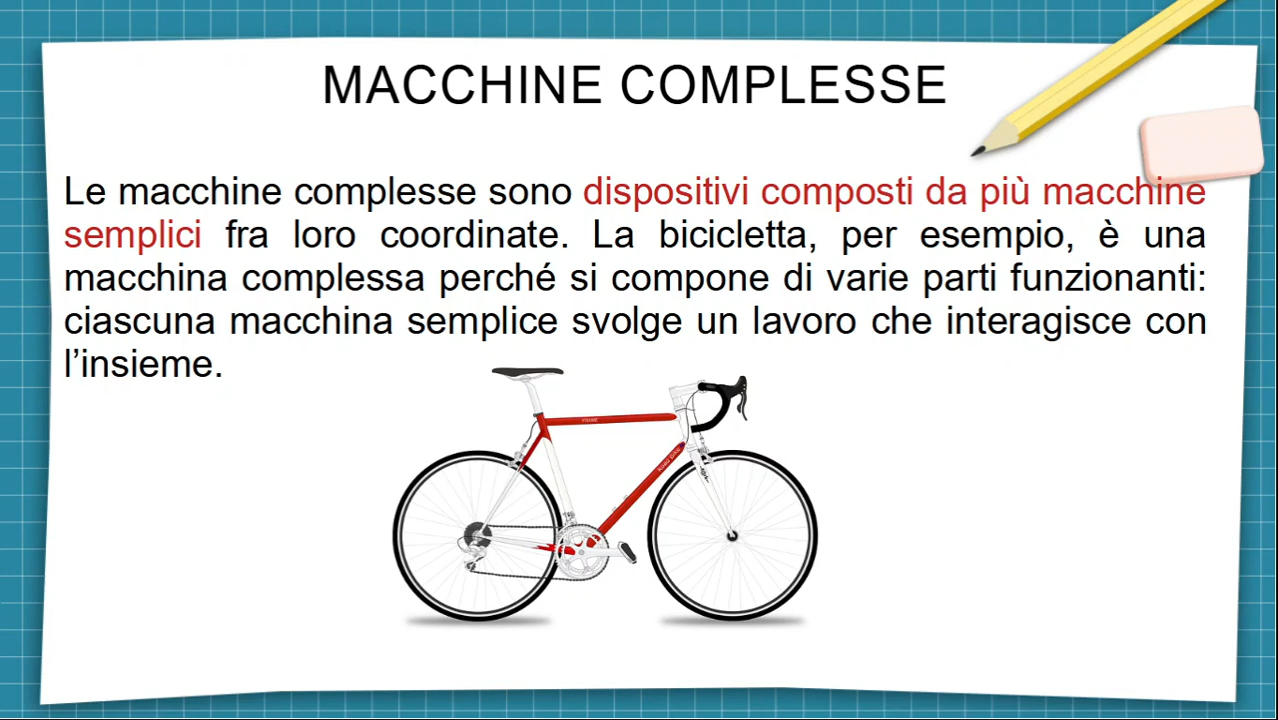 MACCHINE COMPLESSE
Le macchine complesse sono dispositivi composti da più macchine
semplici fra loro coordinate. La bicicletta, per esempio, è una
macchina complessa perché si compone di varie parti funzionanti:
ciascuna macchina semplice svolge un lavoro che interagisce con
l’insieme.
FRAME